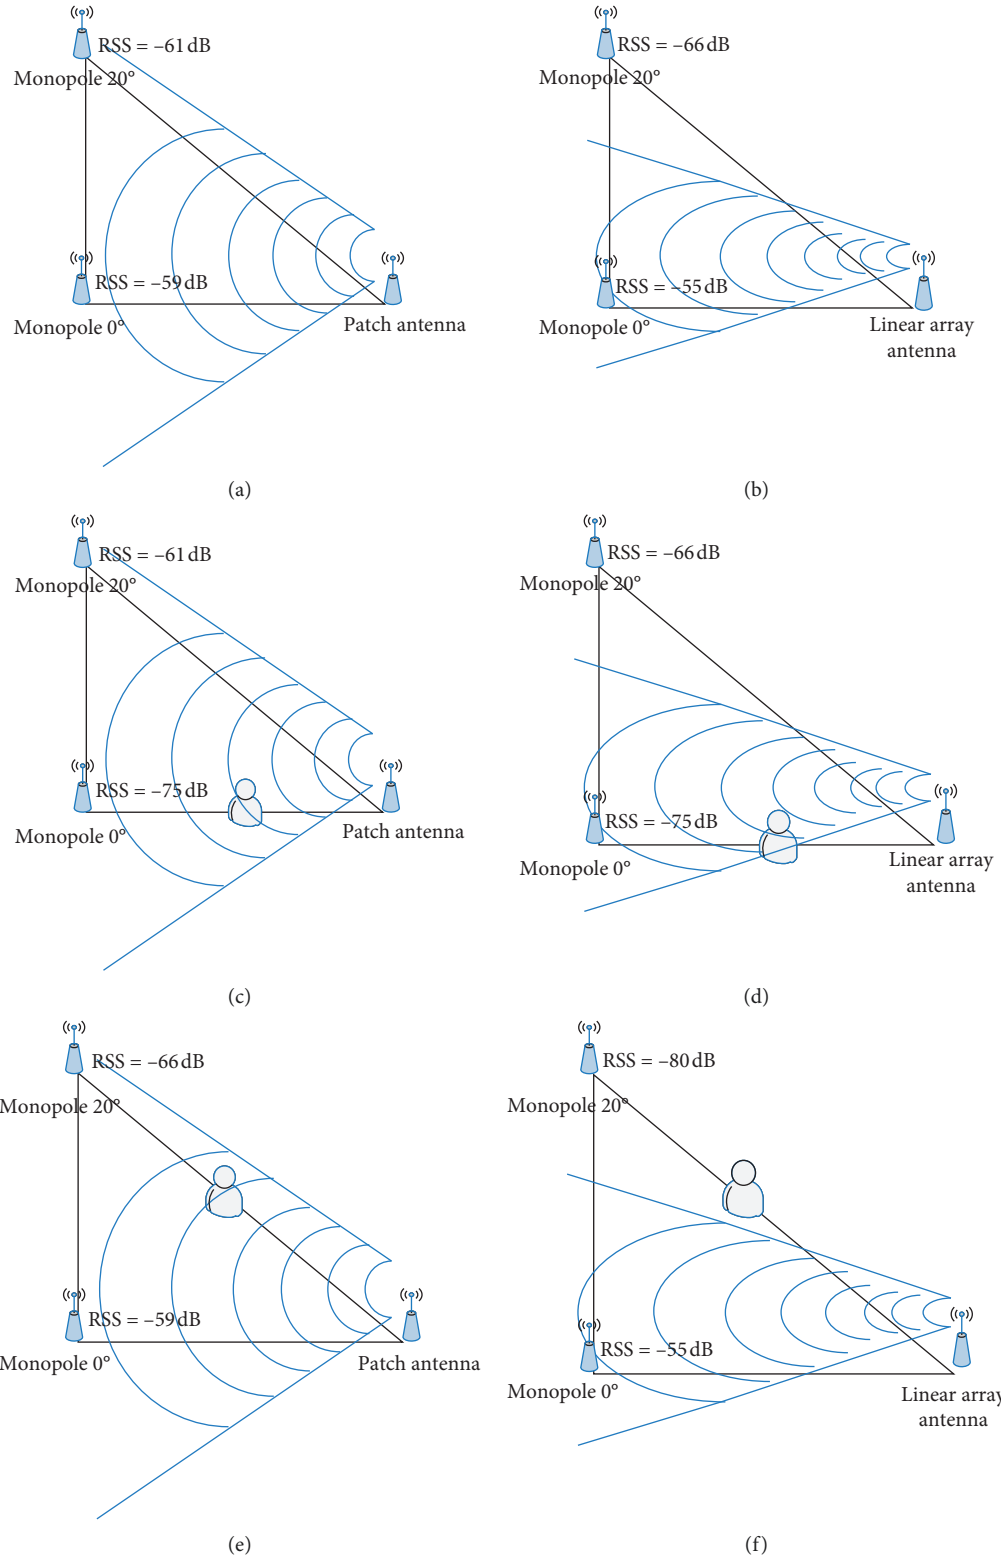 RSS = –61 dB
Monopole 20°
RSS = –59 dB
Monopole 0°
Patch antenna
(a)
RSS = –66 dB
Monopole 20°
RSS = –55 dB
Monopole 0°
Linear array
antenna
(b)
RSS = –61 dB
Monopole 20°
RSS = –75 dB
Monopole 0°
Patch antenna
(c)
RSS = –66 dB
Monopole 20°
RSS = –75 dB
Monopole 0°
Linear array
antenna
(d)
RSS = –66 dB
Monopole 20°
RSS = –59 dB
Monopole 0°
Patch antenna
(e)
RSS = –80 dB
Monopole 20°
RSS = –55 dB
Monopole 0°
Linear array
antenna
(f)